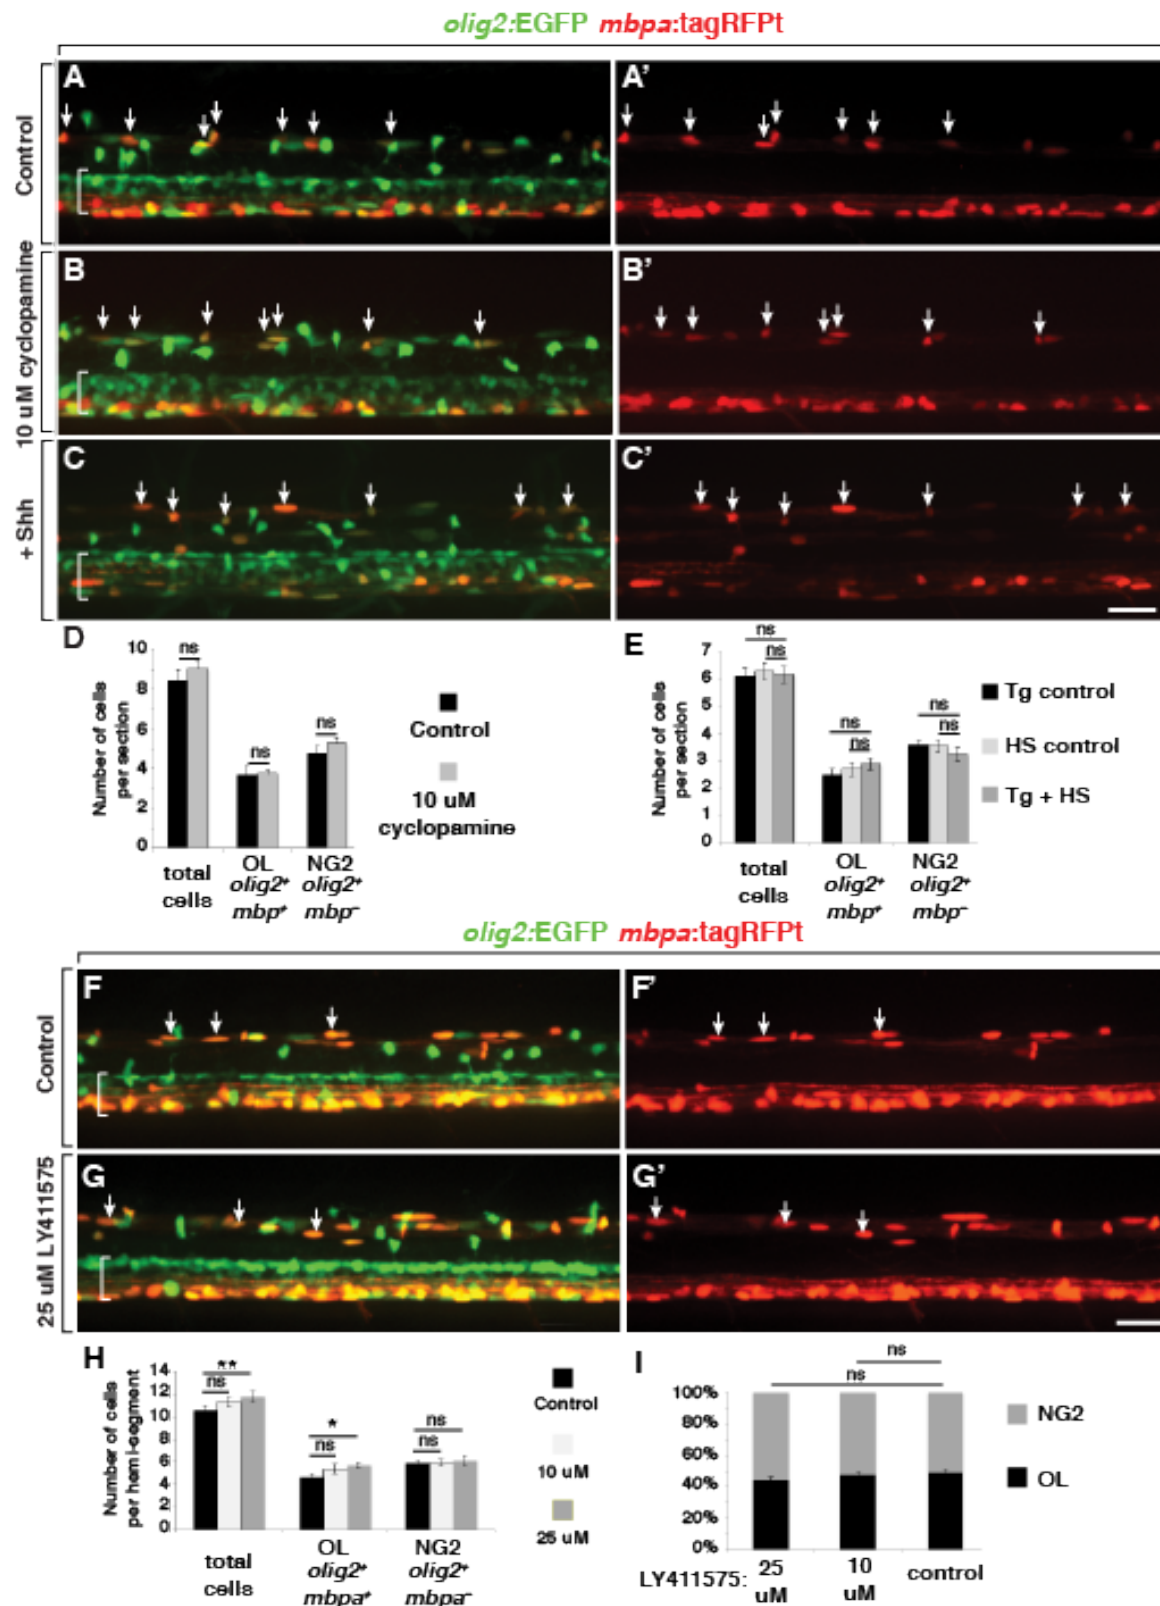 olig2:EGFP mbpa:tagRFPt
Control
A
A'
10 uM cyclopamine
B
B'
+ Shh
C
C'
D
Number of cells
per section
10
8
6
4
2
0
ns
ns
ns
total
cells
OL
olig2+
mbp+
NG2
olig2+
mbp-
Control
10 uM
cyclopamine
E
Number of cells
per section
7
6
5
4
3
2
1
0
ns
ns
ns
ns
ns
ns
total
cells
OL
olig2+
mbp+
NG2
olig2+
mbp-
Tg control
HS control
Tg + HS
olig2:EGFP mbpa:tagRFPt
Control
F
F'
25 uM LY411575
G
G'
H
Number of cells
per hemi-segment
14
12
10
8
6
4
2
0
**
ns
*
ns
ns
ns
total
cells
OL
olig2+
mbpa+
NG2
olig2+
mbpa-
Control
10 uM
25 uM
I
ns
ns
100%
80%
60%
40%
20%
0%
LY411575:
25
uM
10
uM
control
NG2
OL